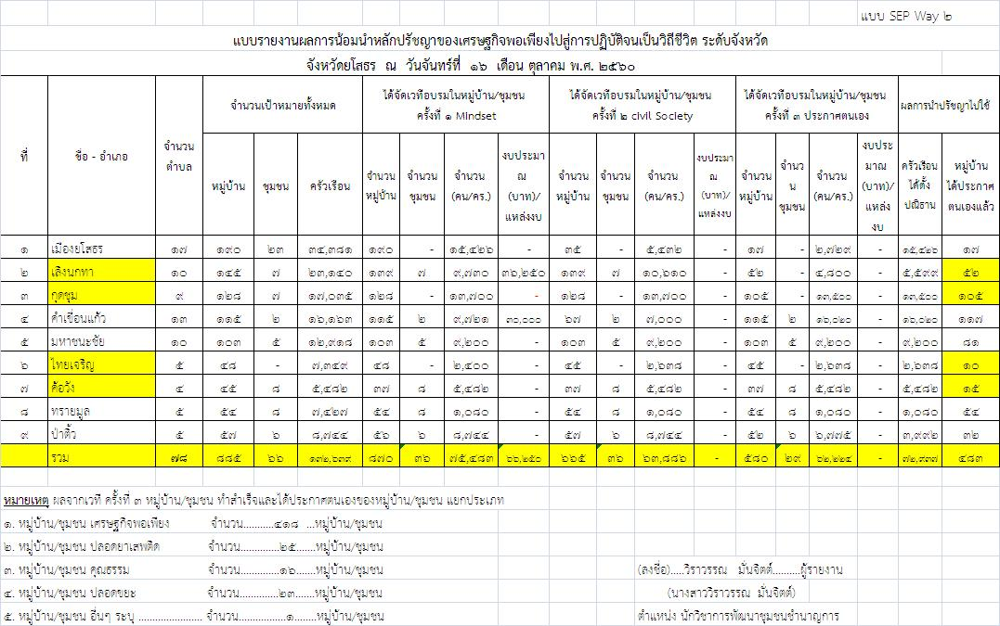 แบบ SEP Way ๒
แบบรายงานผลการน้อมนำหลักปรัชญาของเศรษฐกิจพอเพียงไปสู่การปฏิบัติจนเป็นวิถีชีวิต ระดับจังหวัด
จังหวัดยโสธร ณ วันจันทร์ที่ ๑๖ เดือน ตุลาคม พ.ศ. ๒๕๖๐
ที่ ชื่อ - อำเภอ จำนวนตำบล จำนวนเป้าหมายทั้งหมด ได้จัดเวทีอบรมในหมู่บ้าน/ชุมชน ครั้งที่ ๑ Mindset ได้จัดเวทีอบรมในหมู่บ้าน/ชุมชน ครั้งที่ ๒ civil Society ได้จัดเวทีอบรมในหมู่บ้าน/ชุมชน ครั้งที่ ๓ ประกาศตนเอง ผลการนำปรัชญาไปใช้
หมู่บ้าน ชุมชน ครัวเรือน จำนวนหมู่บ้าน จำนวนชุมชน จำนวน (คน/คร.) งบประมาณ (บาท)/แหล่งงบ จำนวนหมู่บ้าน จำนวนชุมชน จำนวน (คน/คร.) งบประมาณ (บาท)/แหล่งงบ จำนวนหมู่บ้าน จำนวนชุมชน จำนวน (คน/คร.) งบประมาณ (บาท)/แหล่งงบ ครัวเรือนได้ตั้งปณิธาน หมู่บ้านได้ประกาศตนเองแล้ว
๑ เมืองยโสธร ๑๗ ๑๙๐ ๒๓ ๓๔,๓๘๑ ๑๙๐ - ๑๕,๔๒๖ - ๓๕ - ๕,๔๓๒ - ๑๗ - ๒,๗๒๙ - ๑๕,๔๒๖ ๑๗
๒ เลิงนกทา ๑๐ ๑๔๕ ๗ ๒๓,๑๔๐ ๑๓๙ ๗ ๙,๗๓๐ ๓๖,๒๕๐ ๑๓๙ ๗ ๑๐,๖๑๐ - ๕๒ - ๔,๘๐๐ - ๕,๕๙๙ ๕๒
๓ กุดชุม ๙ ๑๒๘ ๗ ๑๗,๐๓๕ ๑๒๘ - ๑๓,๗๐๐ - ๑๒๘ - ๑๓,๗๐๐ - ๑๐๕ - ๑๓,๕๐๐ - ๑๓,๕๐๐ ๑๐๕
๔ คำเขื่อนแก้ว ๑๓ ๑๑๕ ๒ ๑๖,๑๖๓ ๑๑๕ ๒ ๙,๗๒๑ ๓๐,๐๐๐ ๖๗ ๒ ๗,๐๐๐ - ๑๑๕ ๒ ๑๖,๐๒๐ - ๑๖,๐๒๐ ๑๑๗
๕ มหาชนะชัย ๑๐ ๑๐๓ ๕ ๑๒,๙๑๘ ๑๐๓ ๕ ๙,๒๐๐ - ๑๐๓ ๕ ๙,๒๐๐ - ๑๐๓ ๕ ๙,๒๐๐ - ๙,๒๐๐ ๘๑
๖ ไทยเจริญ ๕ ๔๘ - ๗,๓๔๙ ๔๘ - ๒,๔๐๐ - ๔๕ - ๒,๖๓๘ - ๔๕ - ๒,๖๓๘ - ๒,๖๓๘ ๑๐
๗ ค้อวัง ๔ ๔๕ ๘ ๕,๔๘๒ ๓๗ ๘ ๕,๔๘๒ - ๓๗ ๘ ๕,๔๘๒ - ๓๗ ๘ ๕,๔๘๒ - ๕,๔๘๒ ๑๕
๘ ทรายมูล ๕ ๕๔ ๘ ๗,๔๒๗ ๕๔ ๘ ๑,๐๘๐ - ๕๔ ๘ ๑,๐๘๐ - ๕๔ ๘ ๑,๐๘๐ - ๑,๐๘๐ ๕๔
๙ ป่าติ้ว ๕ ๕๗ ๖ ๘,๗๔๔ ๕๖ ๖ ๘,๗๔๔ - ๕๗ ๖ ๘,๗๔๔ - ๕๒ ๖ ๖,๗๗๕ - ๓,๙๙๒ ๓๒
รวม ๗๘ ๘๘๕ ๖๖ ๑๓๒,๖๓๙ ๘๗๐ ๓๖ ๗๕,๔๘๓ ๖๖,๒๕๐ ๖๖๕ ๓๖ ๖๓,๘๘๖ - ๕๘๐ ๒๙ ๖๒,๒๒๔ - ๗๒,๙๓๗ ๔๘๓
หมายเหตุ ผลจากเวที ครั้งที่ ๓ หมู่บ้าน/ชุมชน ทำสำเร็จและได้ประกาศตนเองของหมู่บ้าน/ชุมชน แยกประเภท
๑. หมู่บ้าน/ชุมชน เศรษฐกิจพอเพียง จำนวน...........๔๑๘ ...หมู่บ้าน/ชุมชน
๒. หมู่บ้าน/ชุมชน ปลอดยาเสพติด จำนวน..............๒๕.......หมู่บ้าน/ชุมชน
๓. หมู่บ้าน/ชุมชน คุณธรรม จำนวน..............๑๖.......หมู่บ้าน/ชุมชน (ลงชื่อ).....วิราวรรณ มั่นจิตต์..........ผู้รายงาน
๔. หมู่บ้าน/ชุมชน ปลอดขยะ จำนวน..............๒๓.......หมู่บ้าน/ชุมชน (นางสาววิราวรรณ มั่นจิตต์)
๕. หมู่บ้าน/ชุมชน อื่นๆ ระบุ ....................... จำนวน.................๑........หมู่บ้าน/ชุมชน ตำแหน่ง นักวิชาการพัฒนาชุมชนชำนาญการ